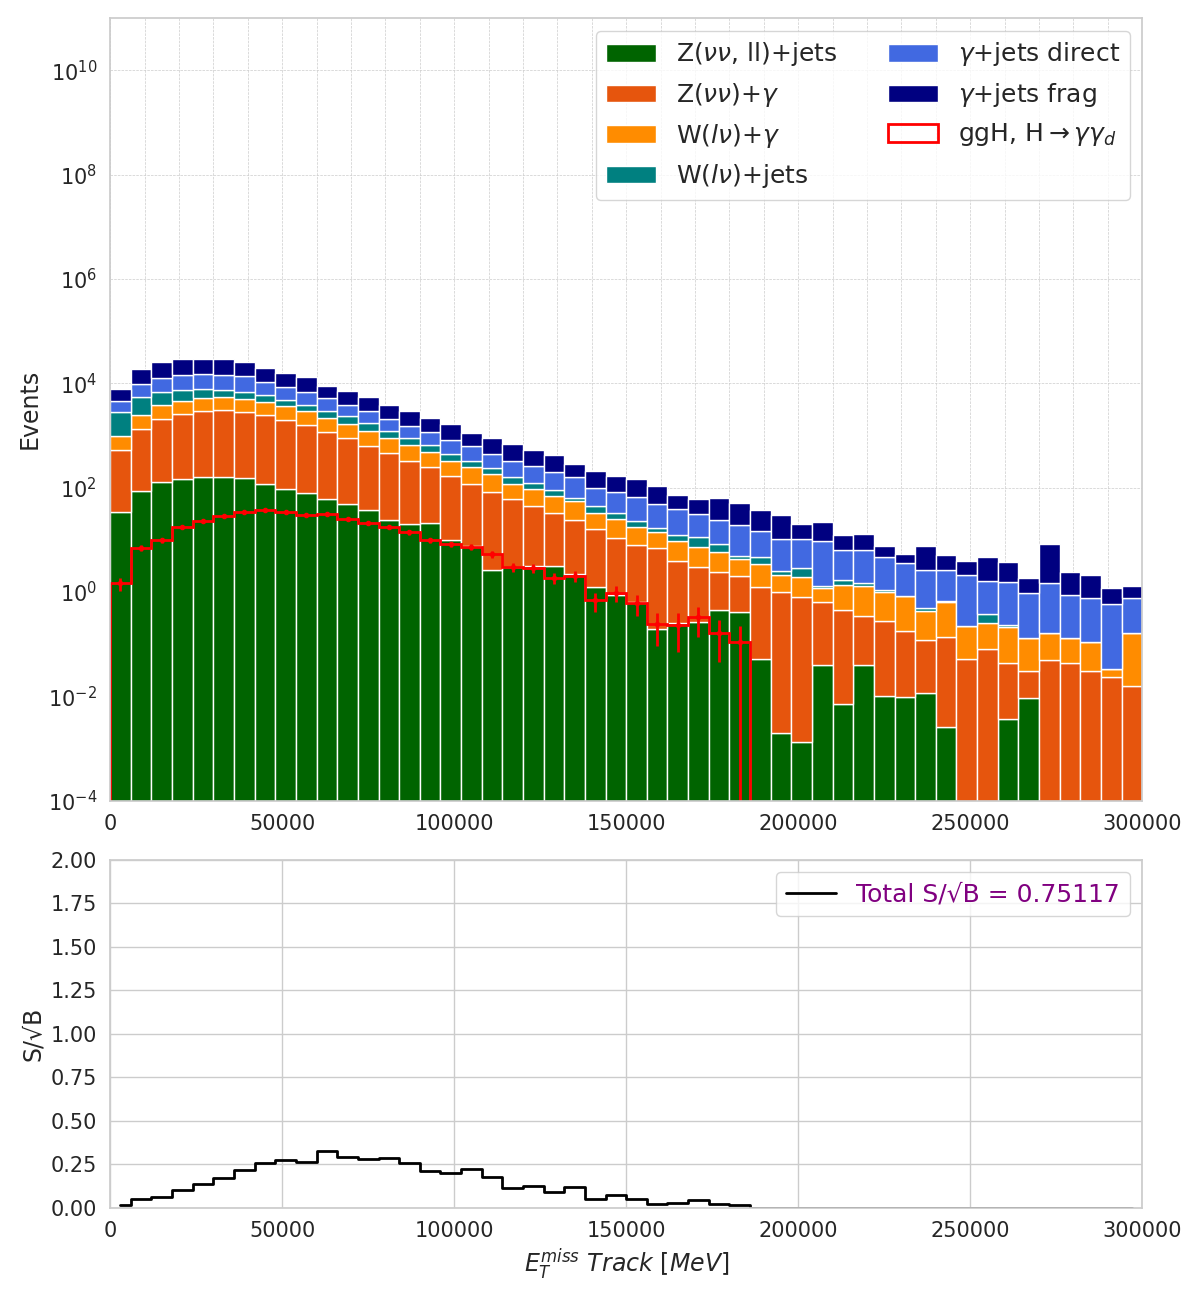 Z(νν, ll)+jets
Z(νν)+γ
W(lν)+γ
W(lν)+jets
γ+jets direct
γ+jets frag
ggH, H→γγ_d
Events
10^10
10^8
10^6
10^4
10^2
10^0
10^−2
10^−4
0 50000 100000 150000 200000 250000 300000
Total S/√B = 0.75117
S/√B
2.00
1.75
1.50
1.25
1.00
0.75
0.50
0.25
0.00
0 50000 100000 150000 200000 250000 300000
E_T^miss Track [MeV]